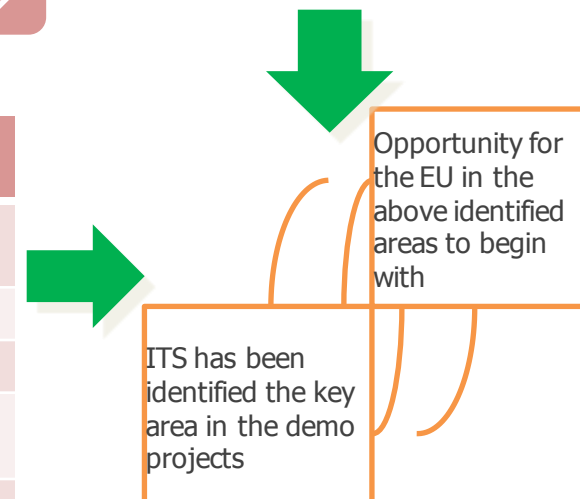 Opportunity for
the EU in the
above identified
areas to begin
with
ITS has been
identified the key
area in the demo
projects